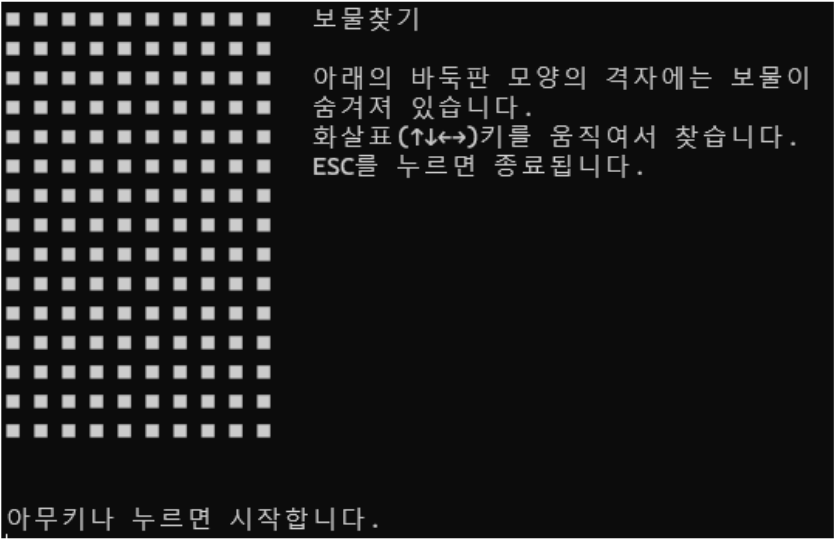 보물찾기
아래의 바둑판 모양의 격자에는 보물이
숨겨져 있습니다.
화살표(↑↓←→)키를 움직여서 찾습니다.
ESC를 누르면 종료됩니다.
아무키나 누르면 시작합니다.